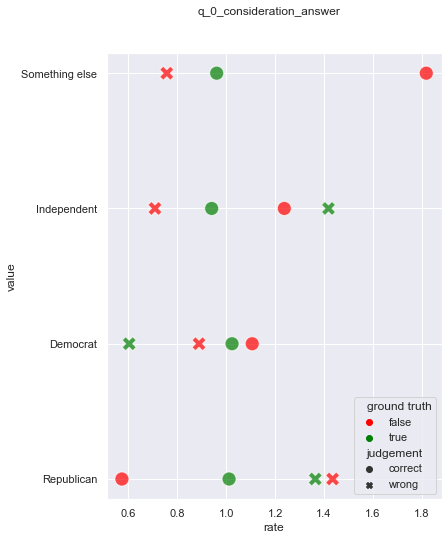 q_0_consideration_answer
Something else
Independent
Democrat
Republican
value
0.6 0.8 1.0 1.2 1.4 1.6 1.8
rate
ground truth
false
true
judgement
correct
wrong